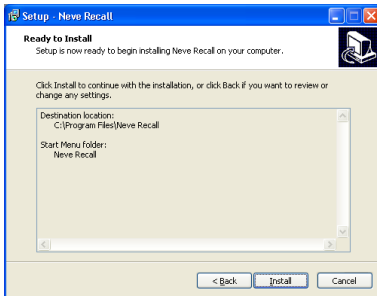 Setup - Neve Recall
Ready to Install
Setup is now ready to begin installing Neve Recall on your computer.
Click Install to continue with the installation, or click Back if you want to review or
change any settings.
Destination location:
C:\Program Files\Neve Recall
Start Menu folder:
Neve Recall
< Back
Install
Cancel